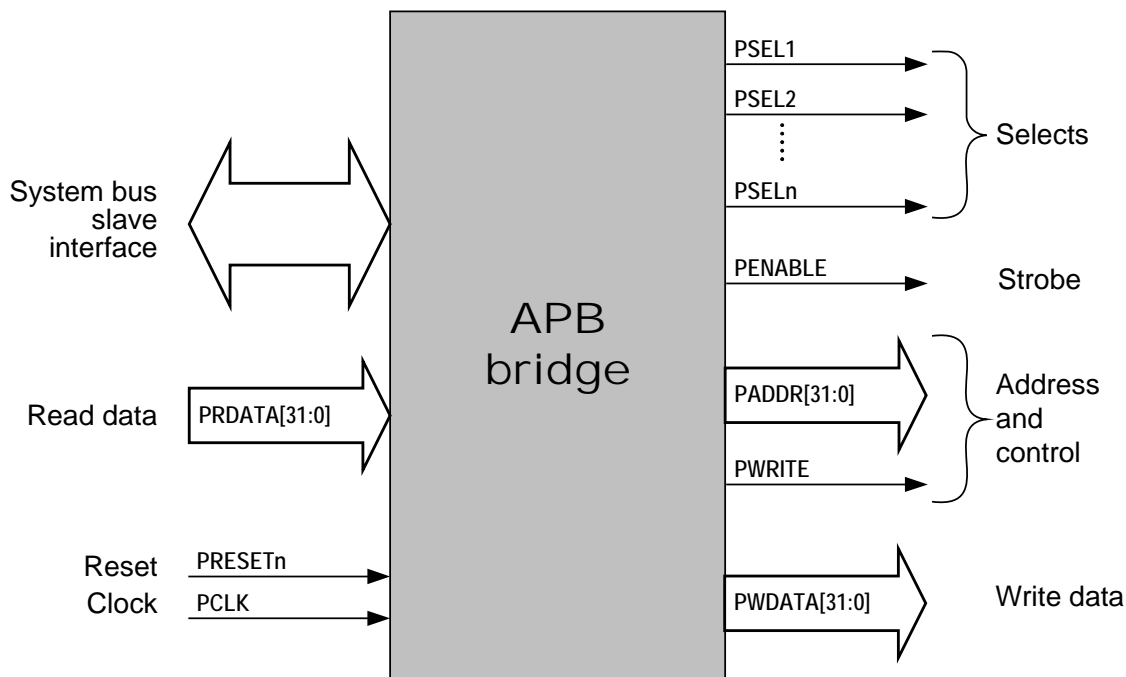 System bus
slave
interface
Read data
PRDATA[31:0]
Reset
PRESETn
Clock
PCLK
APB
bridge
PSEL1
PSEL2
PSELn
Selects
PENABLE
Strobe
PADDR[31:0]
PWRITE
Address
and
control
PWDATA[31:0]
Write data